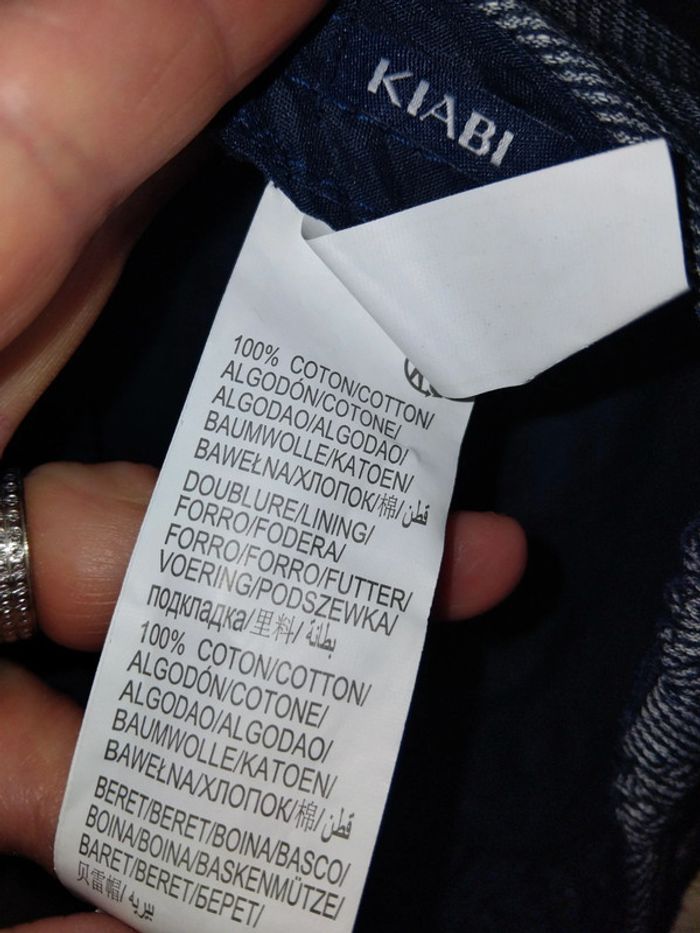 KIABI
100% COTON/COTTON/
ALGODÓN/COTONE/
ALGODAO/ALGODAO/
BAUMWOLLE/KATOEN/
BAWEŁNA/ХЛОПОК/棉/قطن
DOUBLURE/LINING/
FORRO/FODERA/
FORRO/FORRO/FUTTER/
VOERING/PODSZEWKA/
подкладка/里料/بطانة
100% COTON/COTTON/
ALGODÓN/COTONE/
ALGODAO/ALGODAO/
BAUMWOLLE/KATOEN/
BAWEŁNA/ХЛОПОК/棉/قطن
BERET/BERET/BOINA/BASCO/
BOINA/BOINA/BASKENMÜTZE/
BARET/BERET/БЕРЕТ/
贝雷帽/بيريه